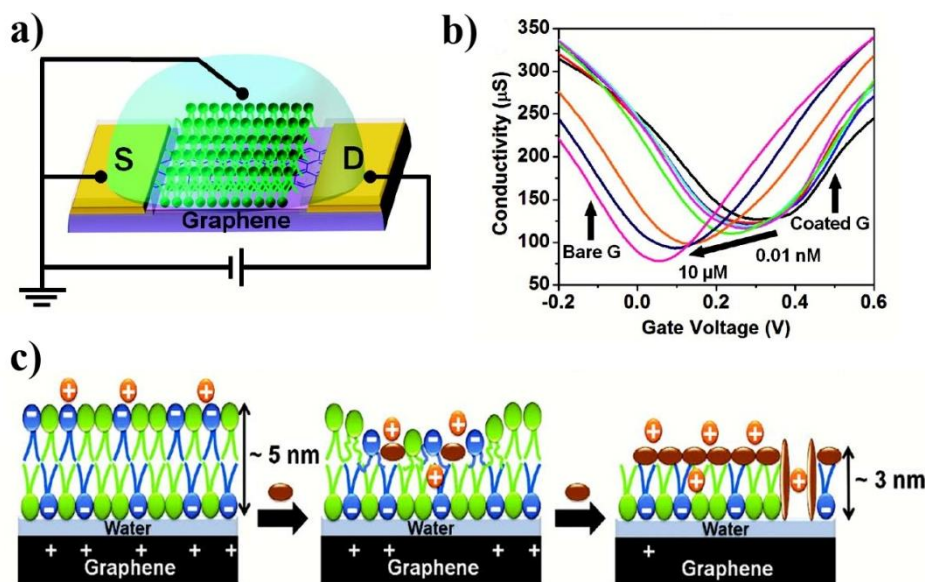 a)
S
D
Graphene
b)
Conductivity (µS)
350
300
250
200
150
100
50
-0.2
0.0
0.2
0.4
0.6
Gate Voltage (V)
Bare G
Coated G
0.01 nM
10 µM
c)
+ + +
- - -
~ 5 nm
- - - -
Water
+ + + + +
Graphene
+ +
- -
+
- -
Water
+ + + +
Graphene
+ + +
~ 3 nm
+ +
- - -
Water
+
Graphene